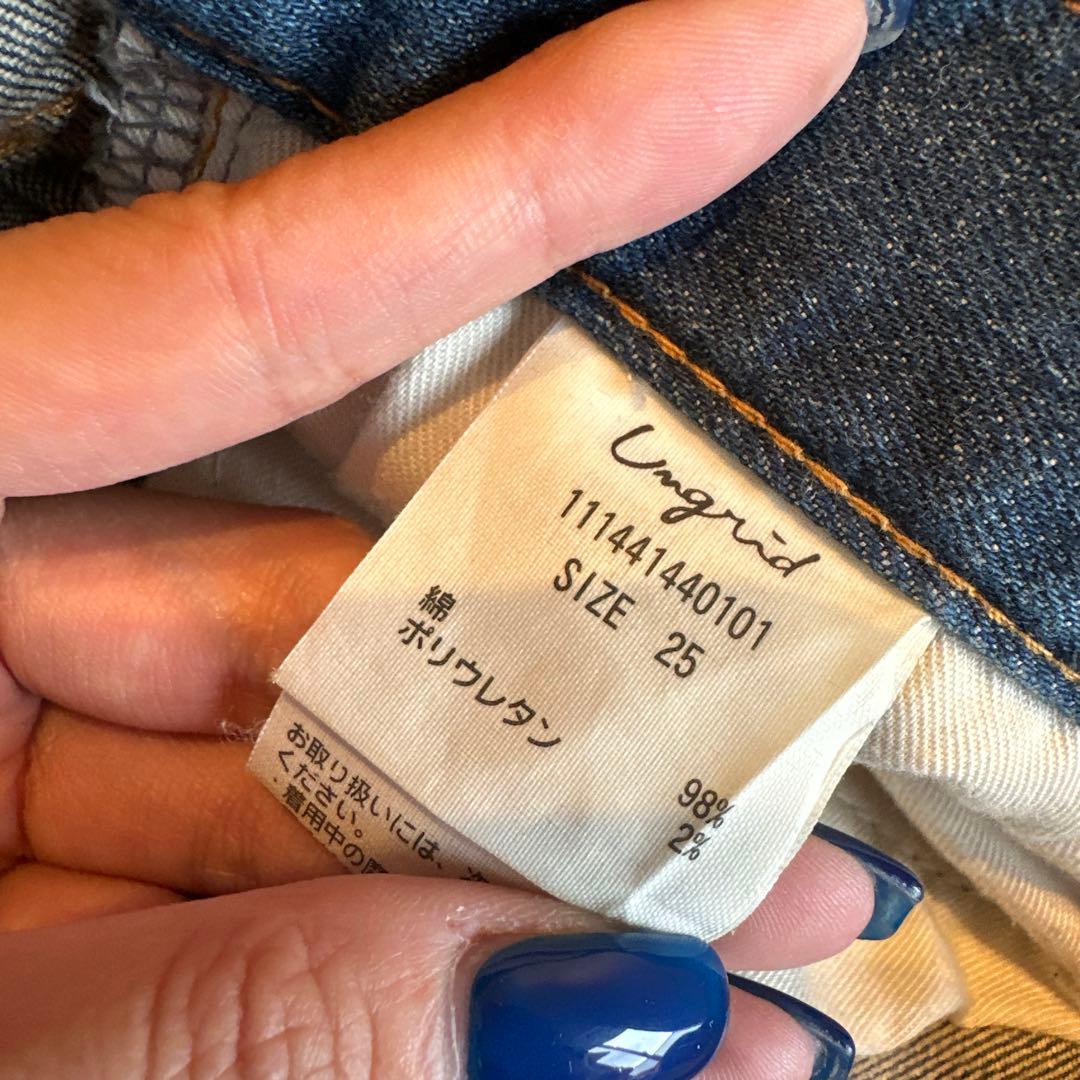 Ungrid
111441440101
SIZE 25
綿 98%
ポリウレタン 2%
お取り扱いには、
ください。
着用中の